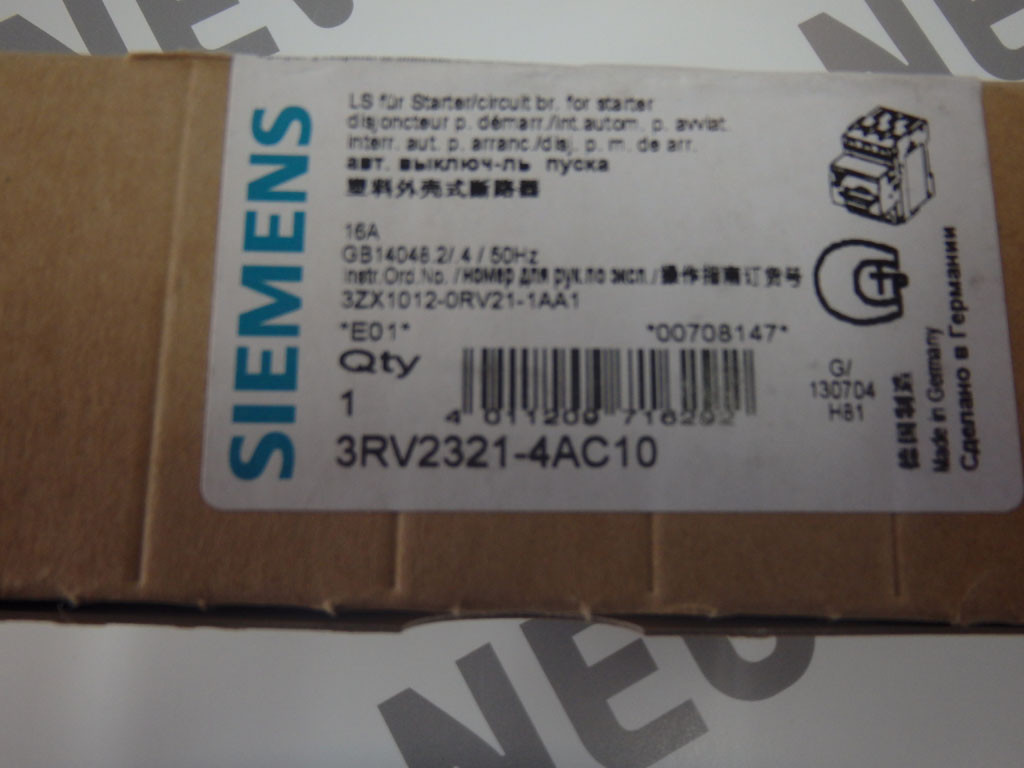 SIEMENS
LS für Starter/circuit br. for starter
disjoncteur p. démarr./int.autom. p. avviat.
interr. aut. p. arranc./disj. p. m. de arr.
авт. выключ-ль пуска
塑料外壳式断路器
16A
GB14048.2/.4 / 50Hz
Instr.Ord.No. / номер для рук.по эксп. / 操作指南订货号
3ZX1012-0RV21-1AA1
*E01* *00708147*
Qty
1
4 011209 716292
3RV2321-4AC10
G/
130704
H81
德国制造
Made in Germany
Сделано в Германии
NEU
NEU